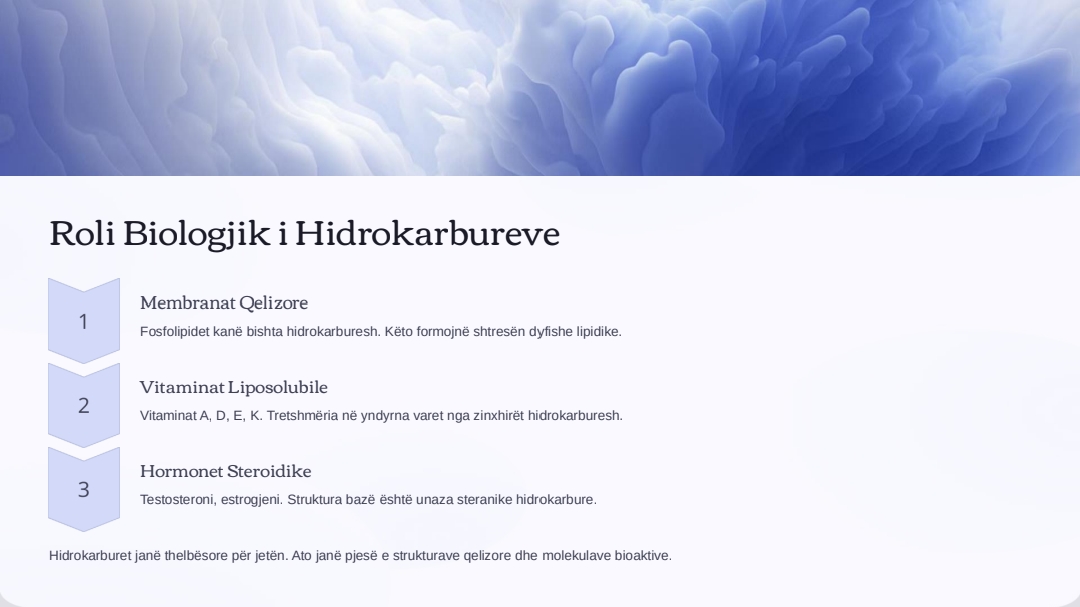 Roli Biologjik i Hidrokarbureve
1
Membranat Qelizore
Fosfolipidet kanë bishta hidrokarburesh. Këto formojnë shtresën dyfishe lipidike.
2
Vitaminat Liposolubile
Vitaminat A, D, E, K. Tretshmëria në yndyrna varet nga zinxhirët hidrokarburesh.
3
Hormonet Steroidike
Testosteroni, estrogjeni. Struktura bazë është unaza steranike hidrokarbure.
Hidrokarburet janë thelbësore për jetën. Ato janë pjesë e strukturave qelizore dhe molekulave bioaktive.